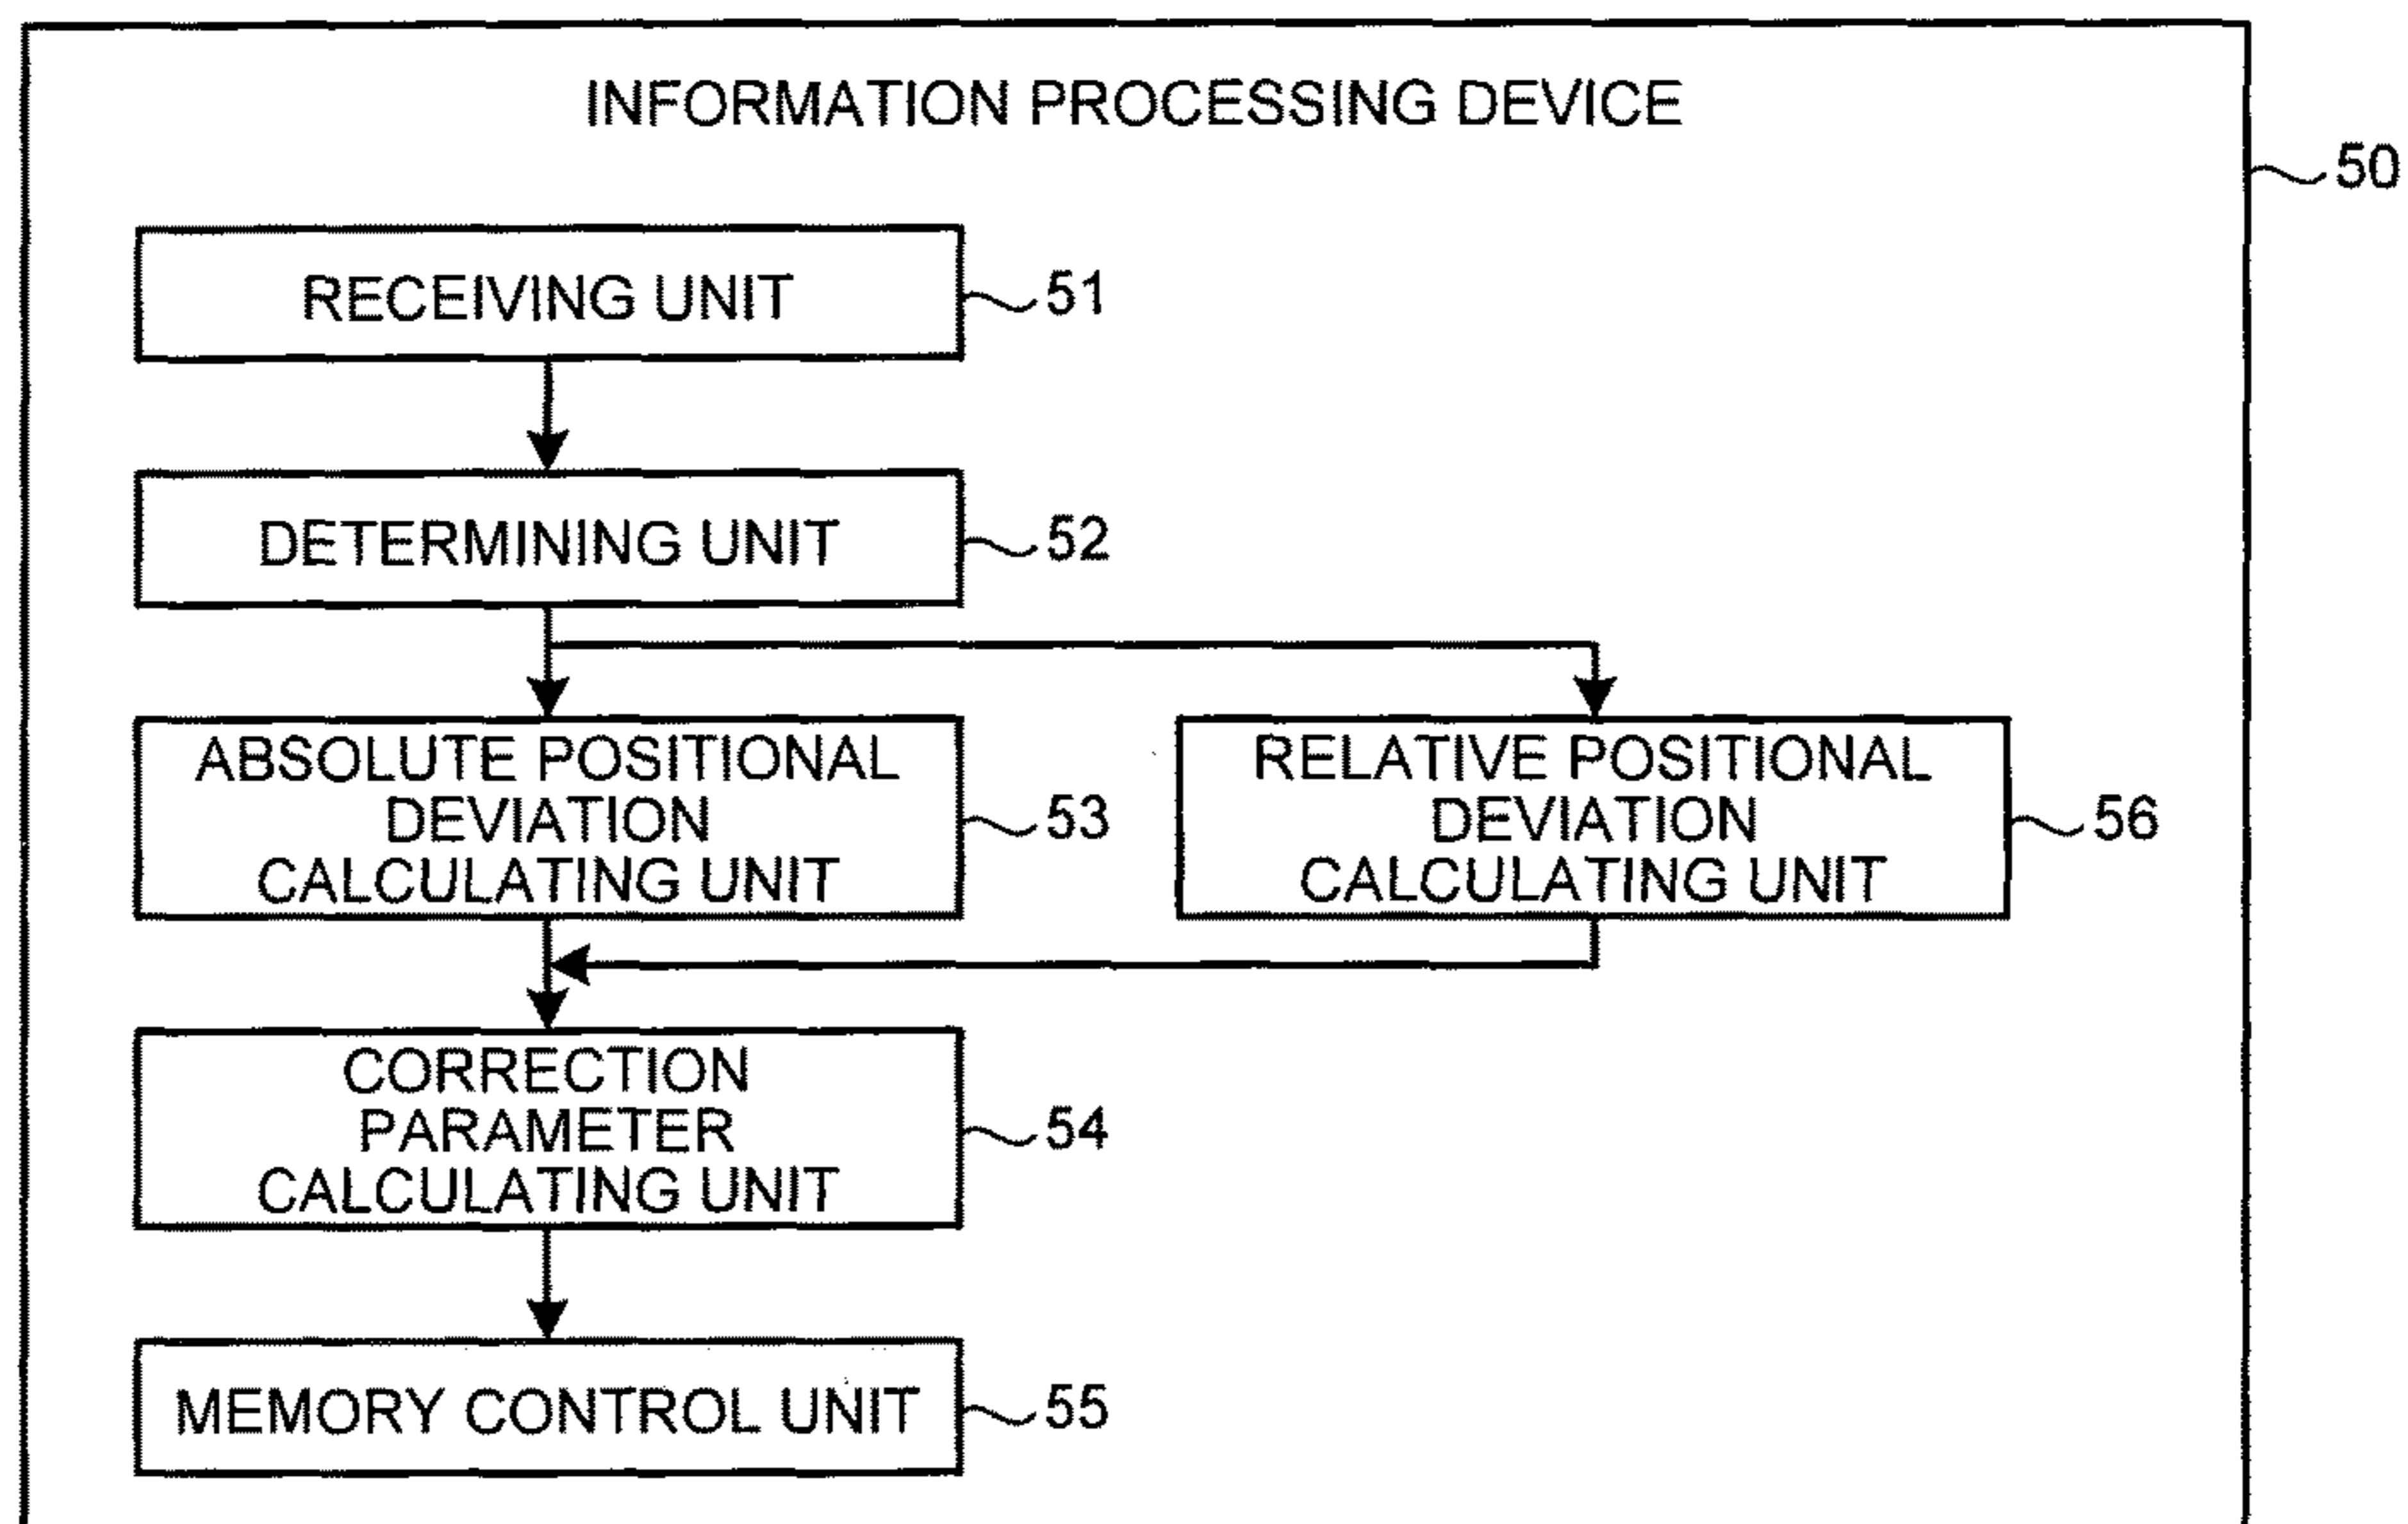 INFORMATION PROCESSING DEVICE
50
RECEIVING UNIT
51
DETERMINING UNIT
52
ABSOLUTE POSITIONAL
DEVIATION
CALCULATING UNIT
53
RELATIVE POSITIONAL
DEVIATION
CALCULATING UNIT
56
CORRECTION
PARAMETER
CALCULATING UNIT
54
MEMORY CONTROL UNIT
55